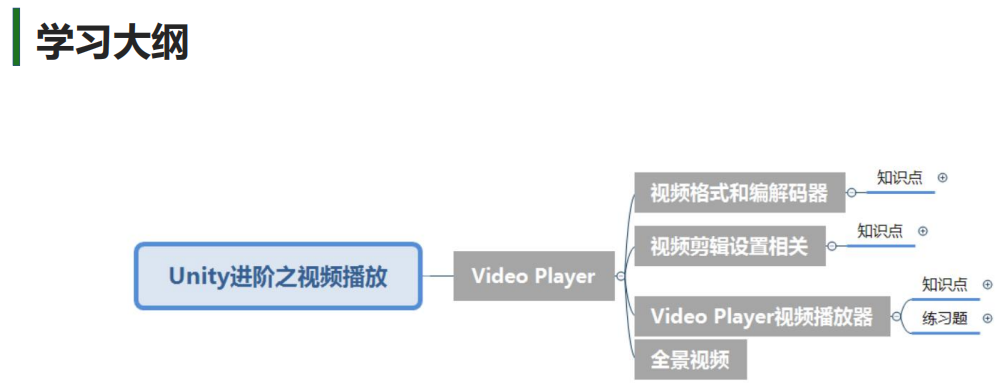 学习大纲
Unity进阶之视频播放
Video Player
视频格式和编解码器
知识点
视频剪辑设置相关
知识点
Video Player视频播放器
知识点
练习题
全景视频